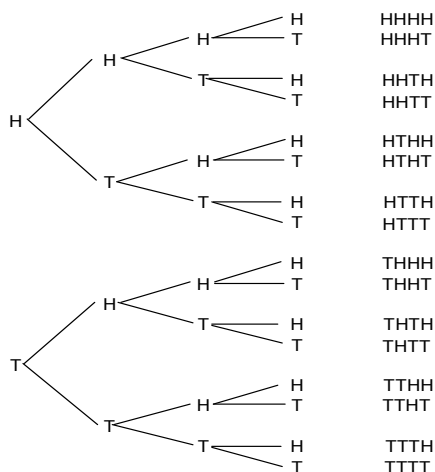 H HHHH
H T HHHT
H
T H HHTH
T HHTT
H
H HTHH
H T HTHT
T
T H HTTH
T HTTT
H THHH
H T THHT
H
T H THTH
T THTT
T
H TTHH
H T TTHT
T
T H TTTH
T TTTT